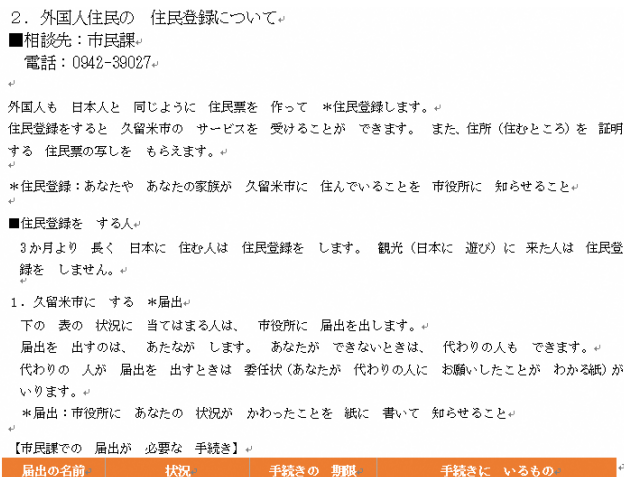 ２．外国人住民の　住民登録について
■相談先：市民課
電話：0942-39027
外国人も　日本人と　同じように　住民票を　作って　＊住民登録します。
住民登録をすると　久留米市の　サービスを　受けることが　できます。　また、住所（住むところ）を　証明
する　住民票の写しを　もらえます。
＊住民登録：あなたや　あなたの家族が　久留米市に　住んでいることを　市役所に　知らせること
■住民登録を　する人
3か月より　長く　日本に　住む人は　住民登録を　します。　観光（日本に　遊び）に　来た人は　住民登
録を　しません。
１．久留米市に　する　＊届出
下の　表の　状況に　当てはまる人は、　市役所に　届出を出します。
届出を　出すのは、　あたなが　します。　あなたが　できないときは、　代わりの人も　できます。
代わりの　人が　届出を　出すときは　委任状（あなたが　代わりの人に　お願いしたことが　わかる紙）が
いります。
＊届出：市役所に　あなたの　状況が　かわったことを　紙に　書いて　知らせること
【市民課での　届出が　必要な　手続き】
届出の名前　状況　手続きの　期限　手続きに　いるもの